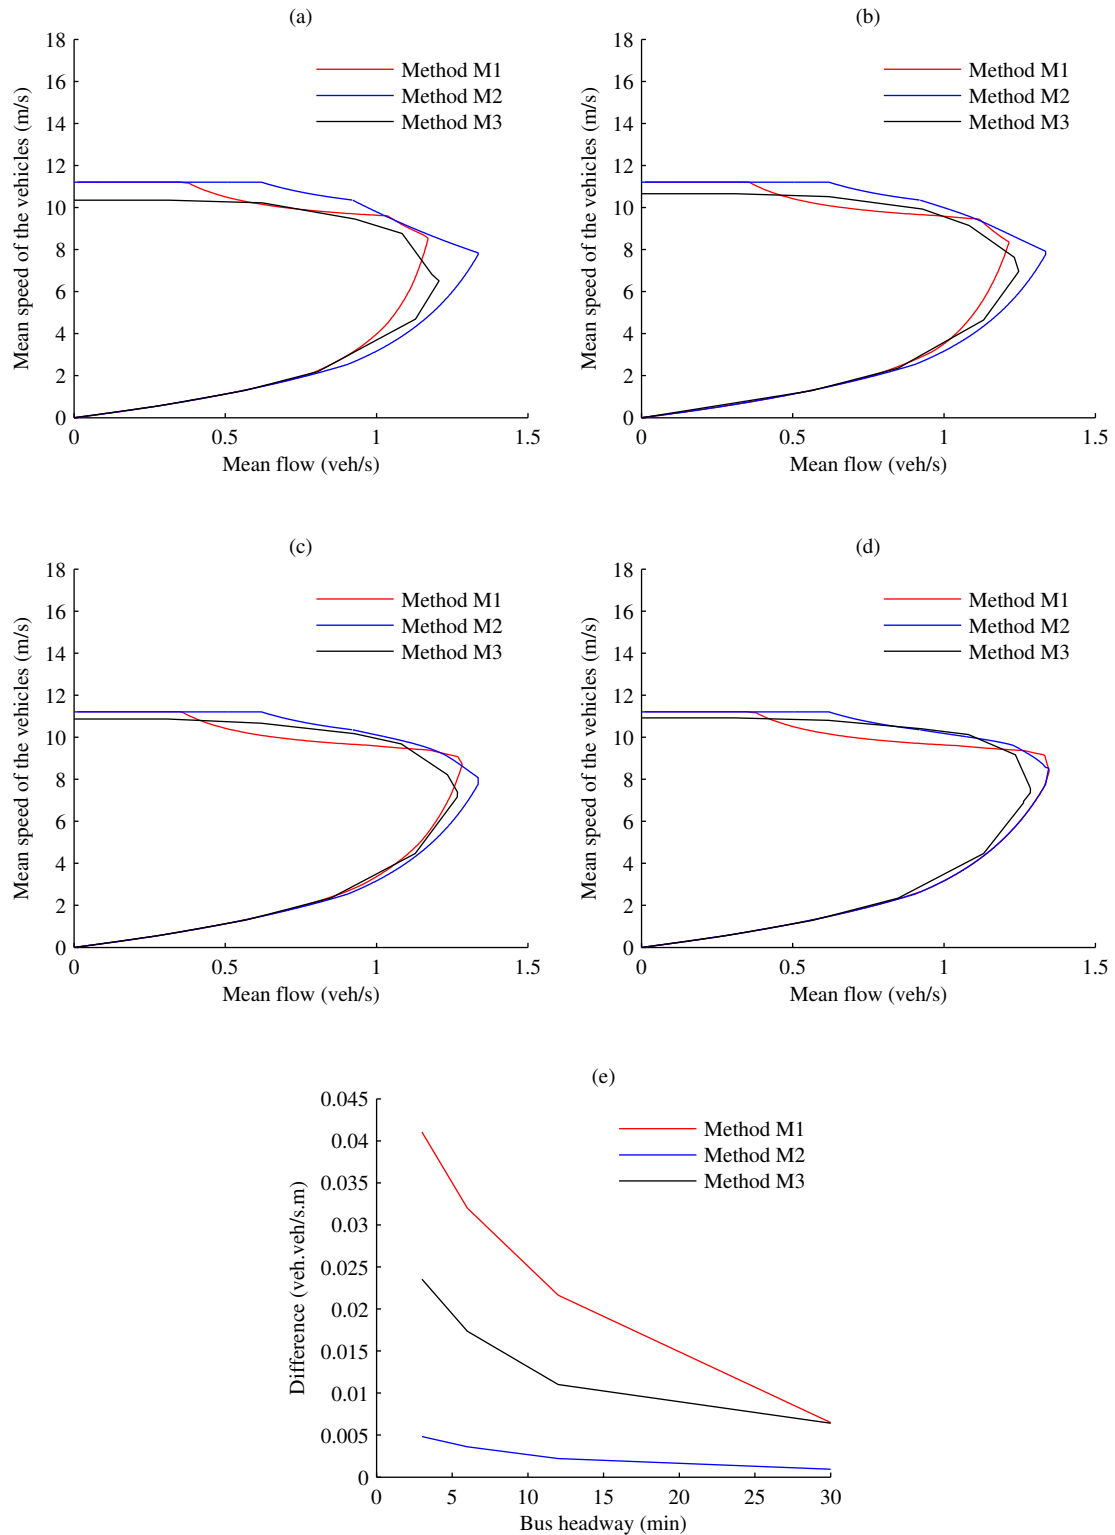 (a)
18
16
14
12
10
8
6
4
2
0
Mean speed of the vehicles (m/s)
Method M1
Method M2
Method M3
0
0.5
1
1.5
Mean flow (veh/s)
(b)
18
16
14
12
10
8
6
4
2
0
Mean speed of the vehicles (m/s)
Method M1
Method M2
Method M3
0
0.5
1
1.5
Mean flow (veh/s)
(c)
18
16
14
12
10
8
6
4
2
0
Mean speed of the vehicles (m/s)
Method M1
Method M2
Method M3
0
0.5
1
1.5
Mean flow (veh/s)
(d)
18
16
14
12
10
8
6
4
2
0
Mean speed of the vehicles (m/s)
Method M1
Method M2
Method M3
0
0.5
1
1.5
Mean flow (veh/s)
(e)
0.045
0.04
0.035
0.03
0.025
0.02
0.015
0.01
0.005
0
Difference (veh.veh/s.m)
Method M1
Method M2
Method M3
0
5
10
15
20
25
30
Bus headway (min)